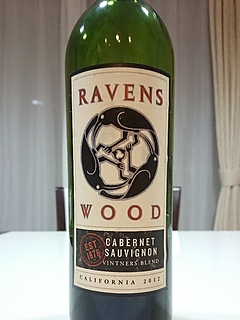 RAVENS
WOOD
EST.
1976
CABERNET
SAUVIGNON
VINTNERS BLEND
CALIFORNIA 2012